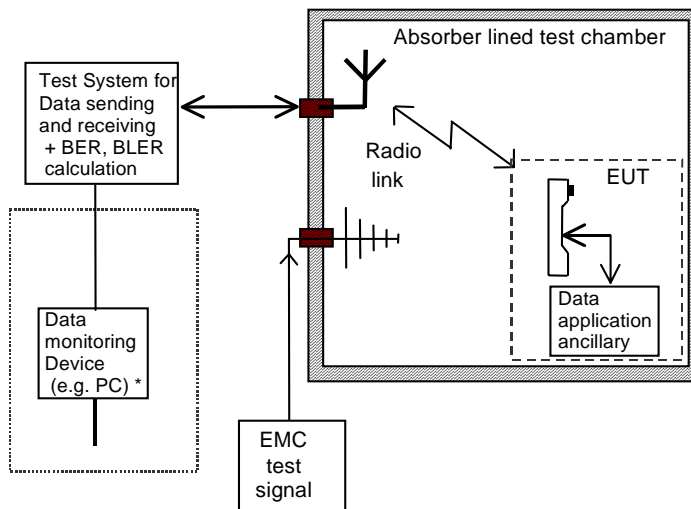 Absorber lined test chamber
Test System for
Data sending
and receiving
+ BER, BLER
calculation
Radio
link
EUT
Data
application
ancillary
Data
monitoring
Device
(e.g. PC) *
EMC
test
signal